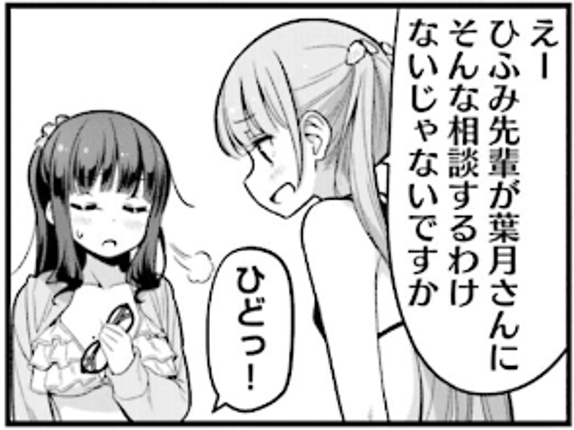 えー
ひふみ先輩が葉月さんに
そんな相談するわけ
ないじゃないですか
ひどっ!